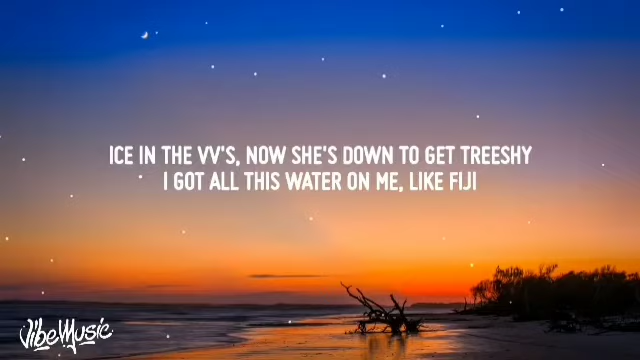 ICE IN THE VV'S, NOW SHE'S DOWN TO GET TREESHY
I GOT ALL THIS WATER ON ME, LIKE FIJI
VibeMusic